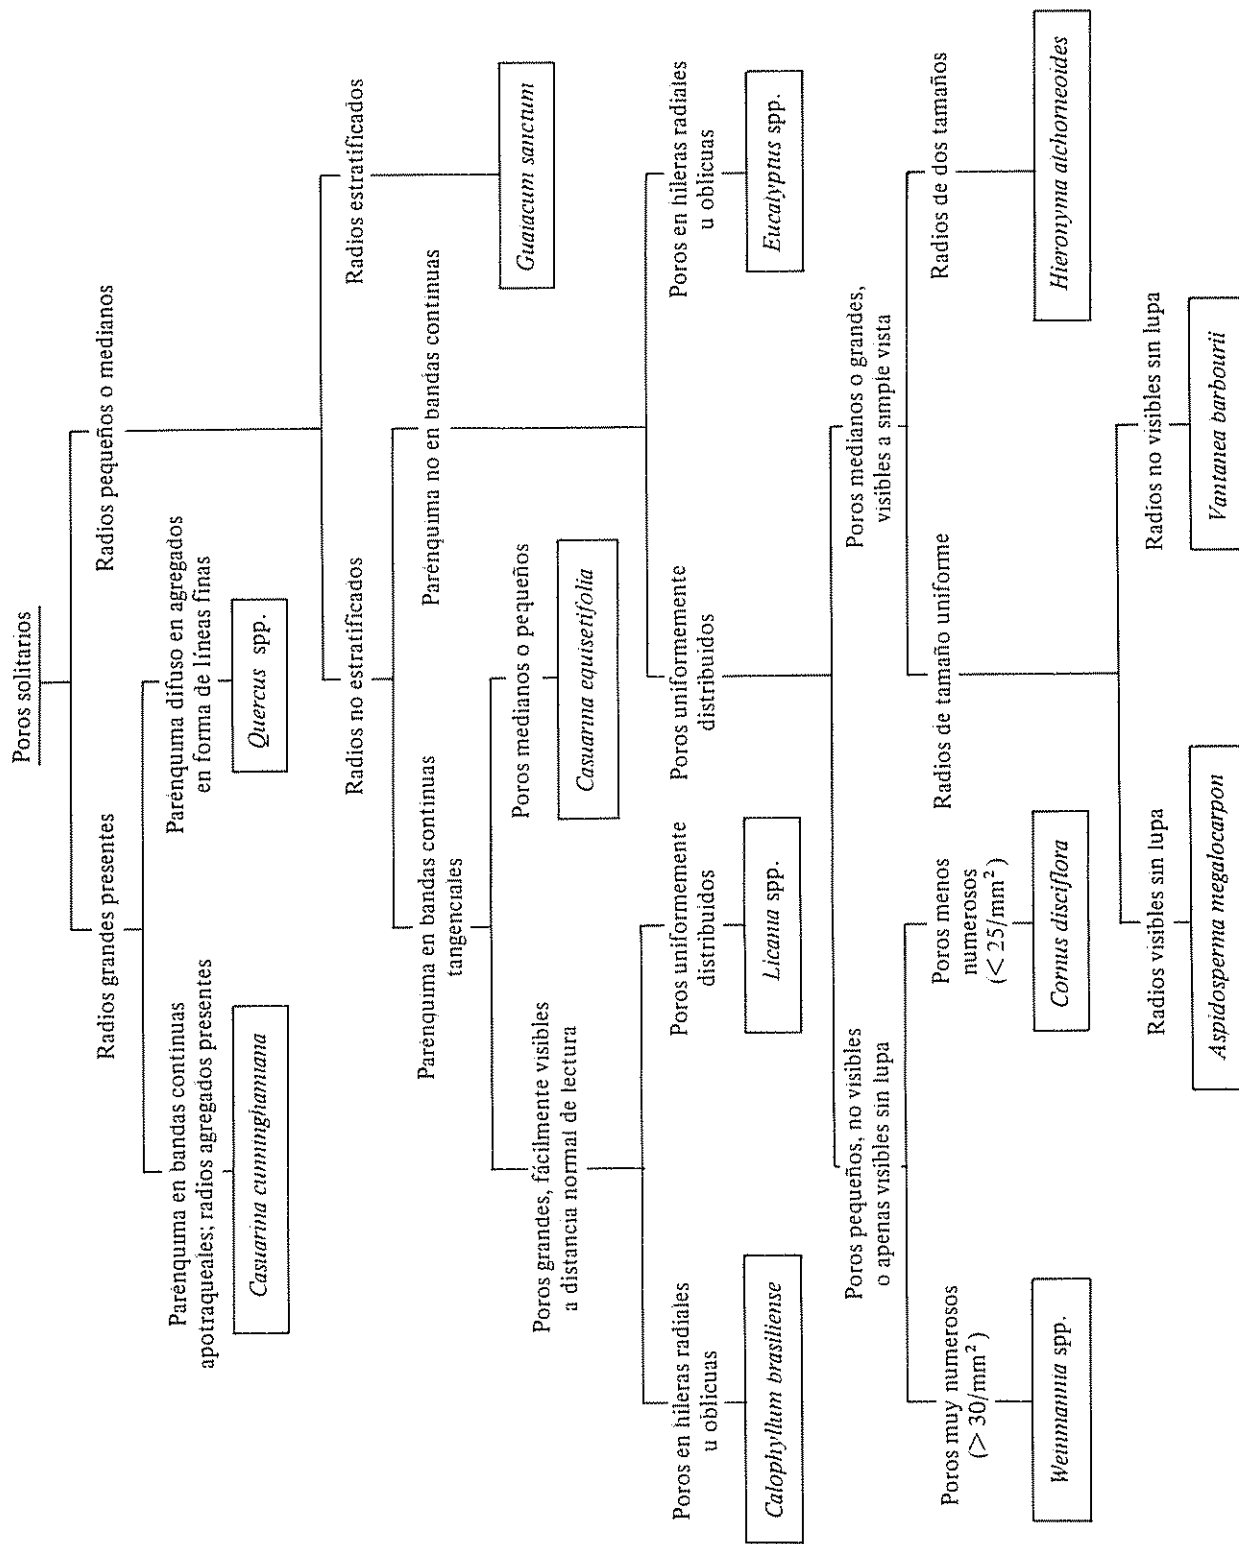 Poros solitarios
Radios grandes presentes
Radios pequeños o medianos
Parénquima en bandas continuas
apotraqueales; radios agregados presentes
Casuarina cunninghamiana
Parénquima difuso en agregados
en forma de líneas finas
Quercus spp.
Radios no estratificados
Radios estratificados
Guaiacum sanctum
Parénquima en bandas continuas
tangenciales
Parénquima no en bandas continuas
Poros grandes, fácilmente visibles
a distancia normal de lectura
Poros medianos o pequeños
Casuarina equisetifolia
Poros en hileras radiales
u oblicuas
Calophyllum brasiliense
Poros uniformemente
distribuidos
Licania spp.
Poros uniformemente
distribuidos
Poros en hileras radiales
u oblicuas
Eucalyptus spp.
Poros pequeños, no visibles
o apenas visibles sin lupa
Poros medianos o grandes,
visibles a simple vista
Poros muy numerosos
(> 30/mm²)
Weinmannia spp.
Poros menos
numerosos
(< 25/mm²)
Cornus disciflora
Radios de tamaño uniforme
Radios de dos tamaños
Hieronyma alchorneoides
Radios visibles sin lupa
Aspidosperma megalocarpon
Radios no visibles sin lupa
Vantanea barbourii